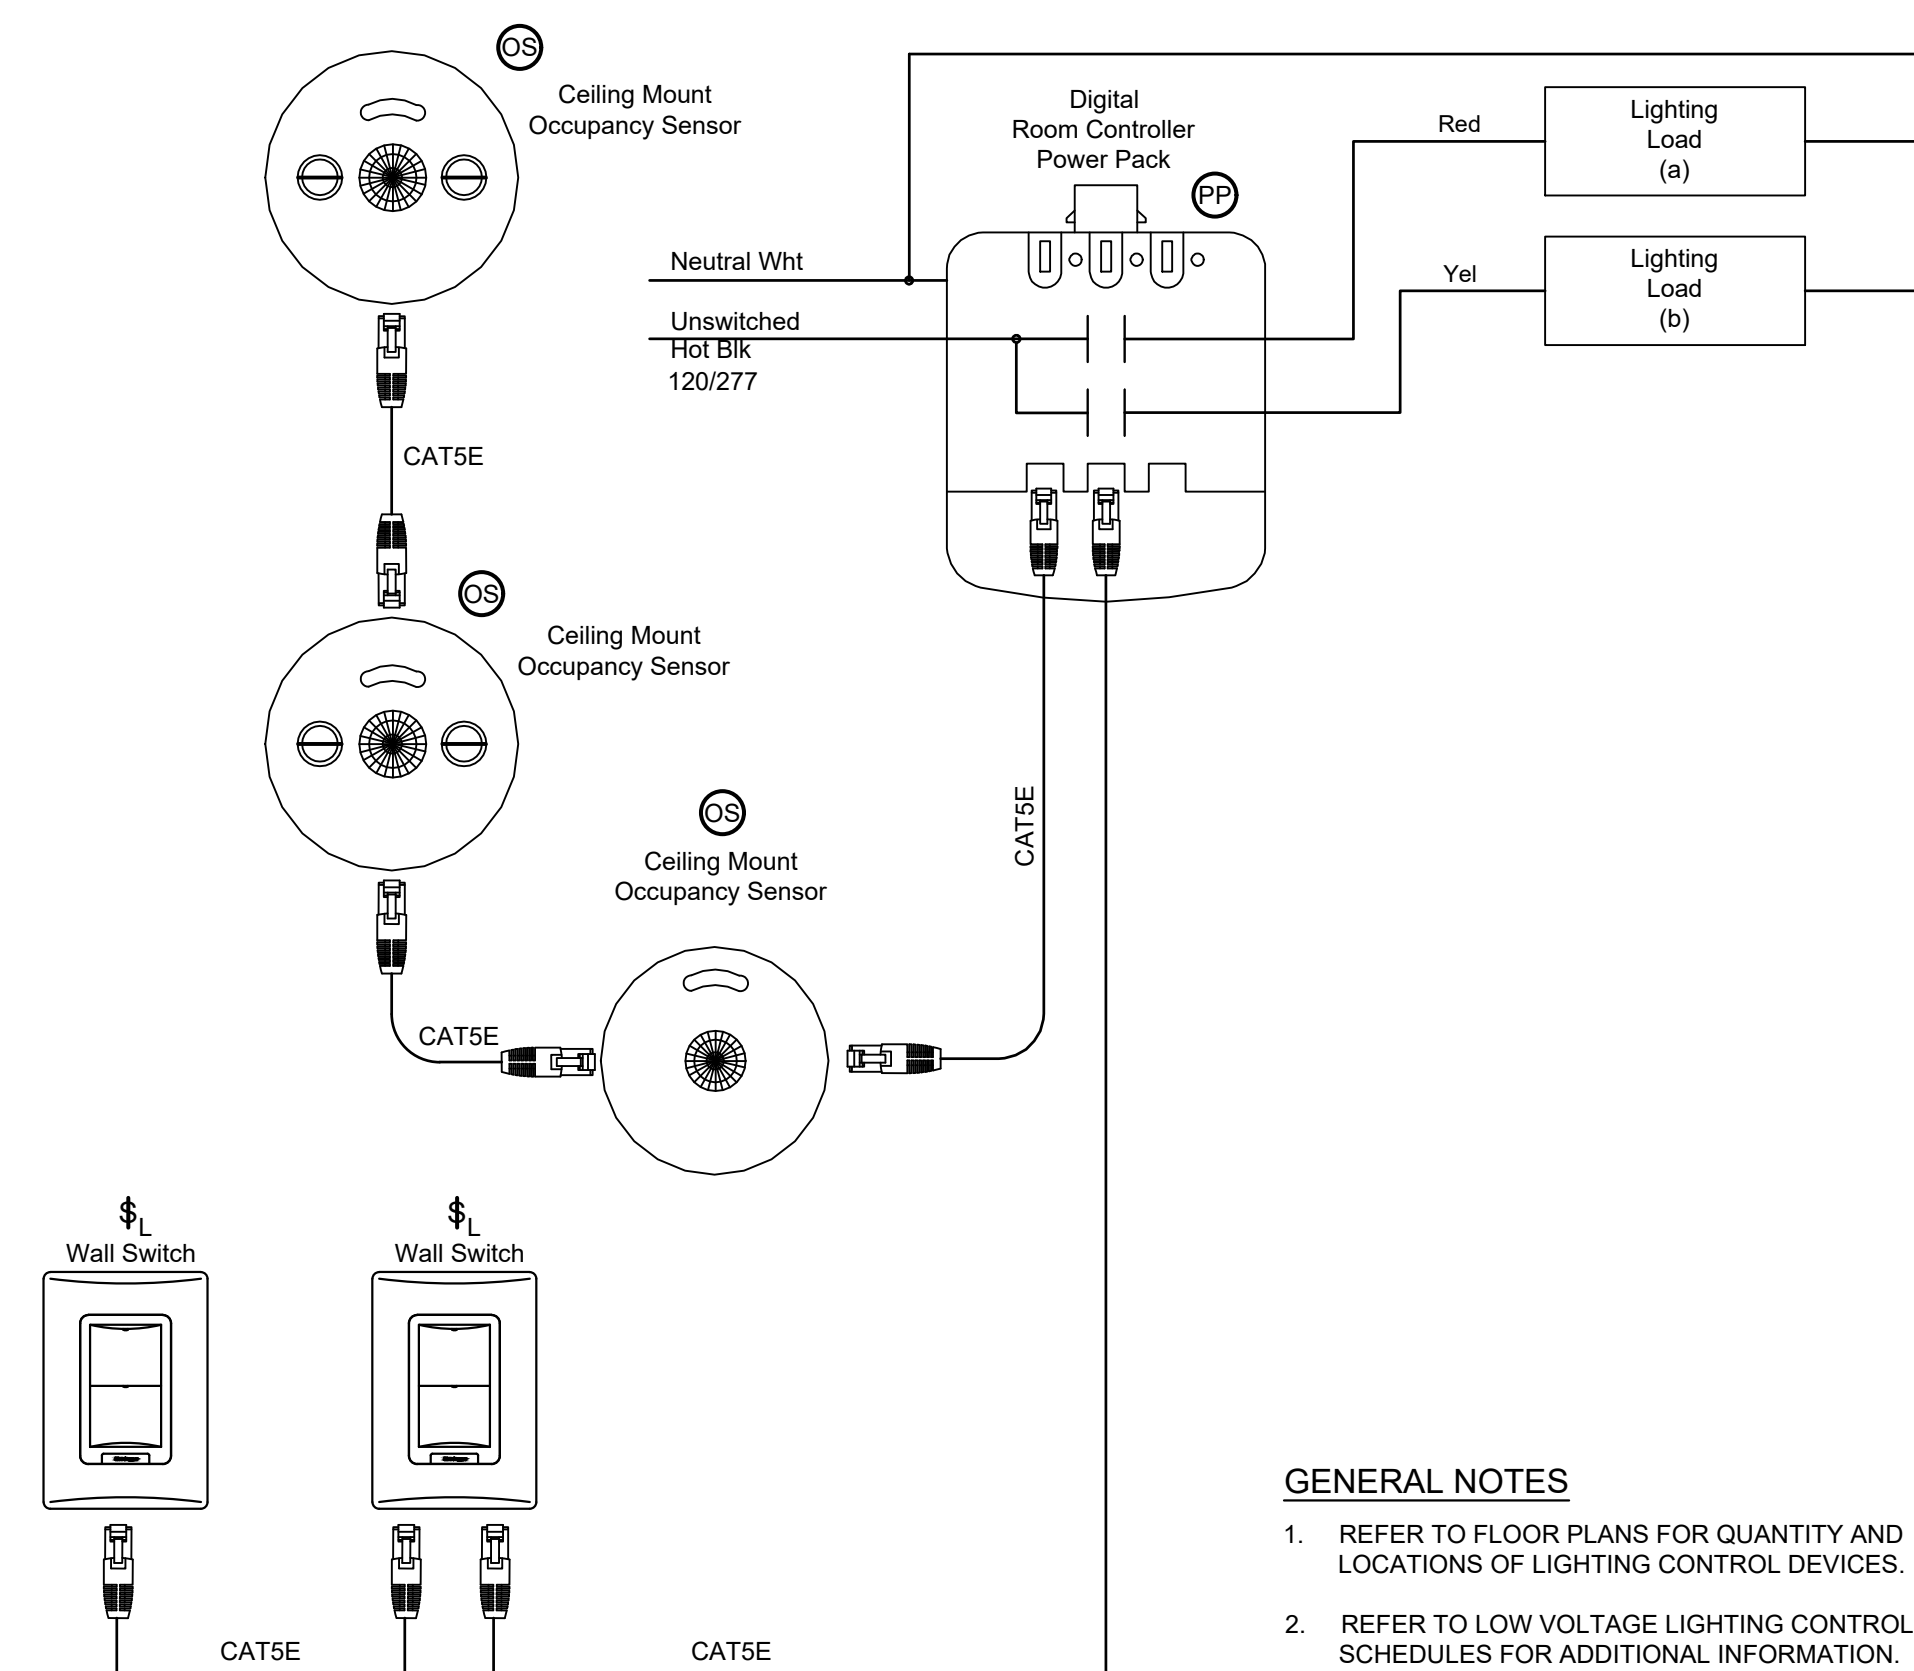 OS
Ceiling Mount
Occupancy Sensor
Digital
Room Controller
Power Pack
PP
Red
Lighting
Load
(a)
Neutral Wht
Yel
Lighting
Load
(b)
Unswitched
Hot Blk
120/277
CAT5E
OS
Ceiling Mount
Occupancy Sensor
CAT5E
OS
Ceiling Mount
Occupancy Sensor
CAT5E
$L
Wall Switch
$L
Wall Switch
CAT5E
CAT5E
GENERAL NOTES
1. REFER TO FLOOR PLANS FOR QUANTITY AND
LOCATIONS OF LIGHTING CONTROL DEVICES.
2. REFER TO LOW VOLTAGE LIGHTING CONTROL
SCHEDULES FOR ADDITIONAL INFORMATION.